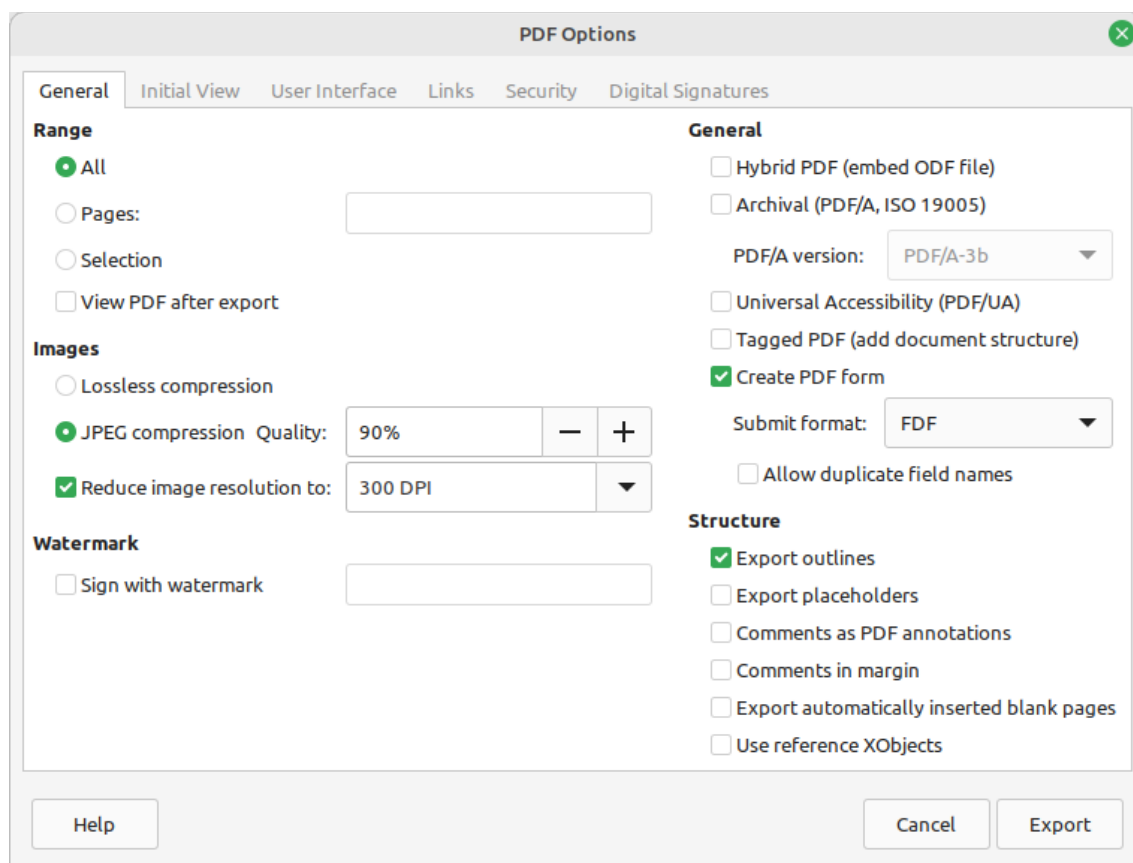 PDF Options
General Initial View User Interface Links Security Digital Signatures
Range
All
Pages:
Selection
View PDF after export
Images
Lossless compression
JPEG compression Quality: 90%
Reduce image resolution to: 300 DPI
Watermark
Sign with watermark
General
Hybrid PDF (embed ODF file)
Archival (PDF/A, ISO 19005)
PDF/A version: PDF/A-3b
Universal Accessibility (PDF/UA)
Tagged PDF (add document structure)
Create PDF form
Submit format: FDF
Allow duplicate field names
Structure
Export outlines
Export placeholders
Comments as PDF annotations
Comments in margin
Export automatically inserted blank pages
Use reference XObjects
Help Cancel Export